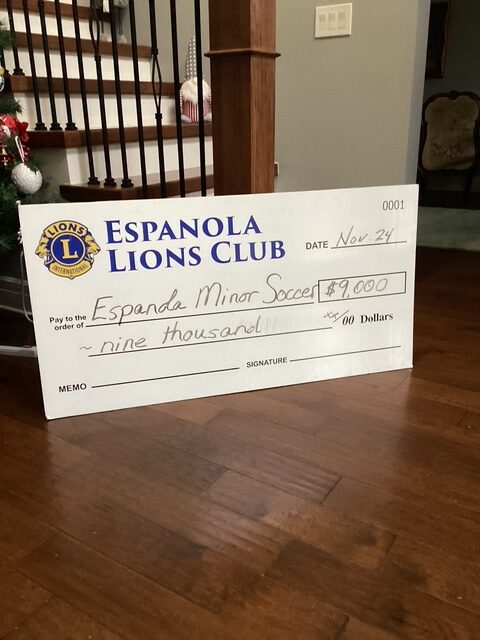 0001
LIONS
L
INTERNATIONAL
ESPANOLA
LIONS CLUB
DATE Nov. 24
Pay to the
order of Espanola Minor Soccer $9,000
~ nine thousand xx/00 Dollars
MEMO
SIGNATURE